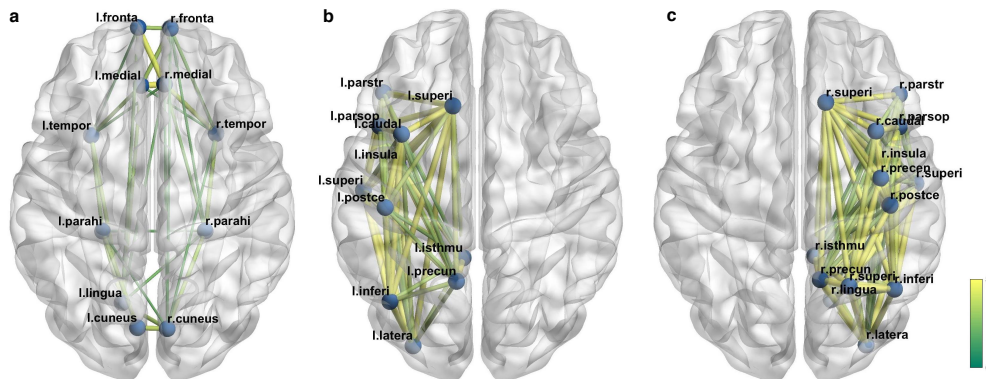 a
l.fronta
r.fronta
l.medial
r.medial
l.tempor
r.tempor
l.parahi
r.parahi
l.lingua
l.cuneus
r.cuneus
b
l.parstr
l.superi
l.parsop
l.caudal
l.insula
l.superi
l.postce
l.isthmu
l.precun
l.inferi
l.latera
c
r.parstr
r.superi
r.parsop
r.caudal
r.insula
r.precen
r.superi
r.postce
r.isthmu
r.precun
r.superi
r.inferi
r.lingua
r.latera